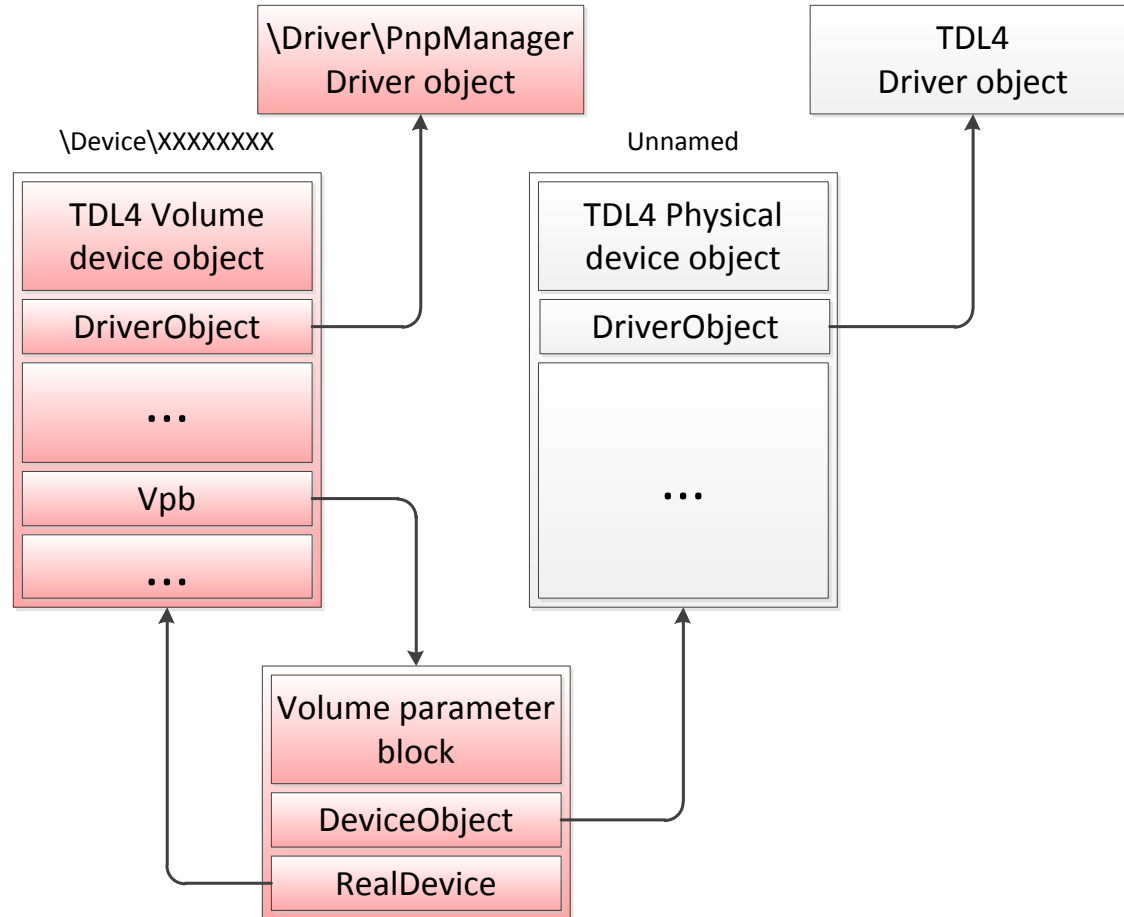 \Driver\PnpManager
Driver object
TDL4
Driver object
\Device\XXXXXXXX
Unnamed
TDL4 Volume
device object
DriverObject
...
Vpb
...
TDL4 Physical
device object
DriverObject
...
Volume parameter
block
DeviceObject
RealDevice